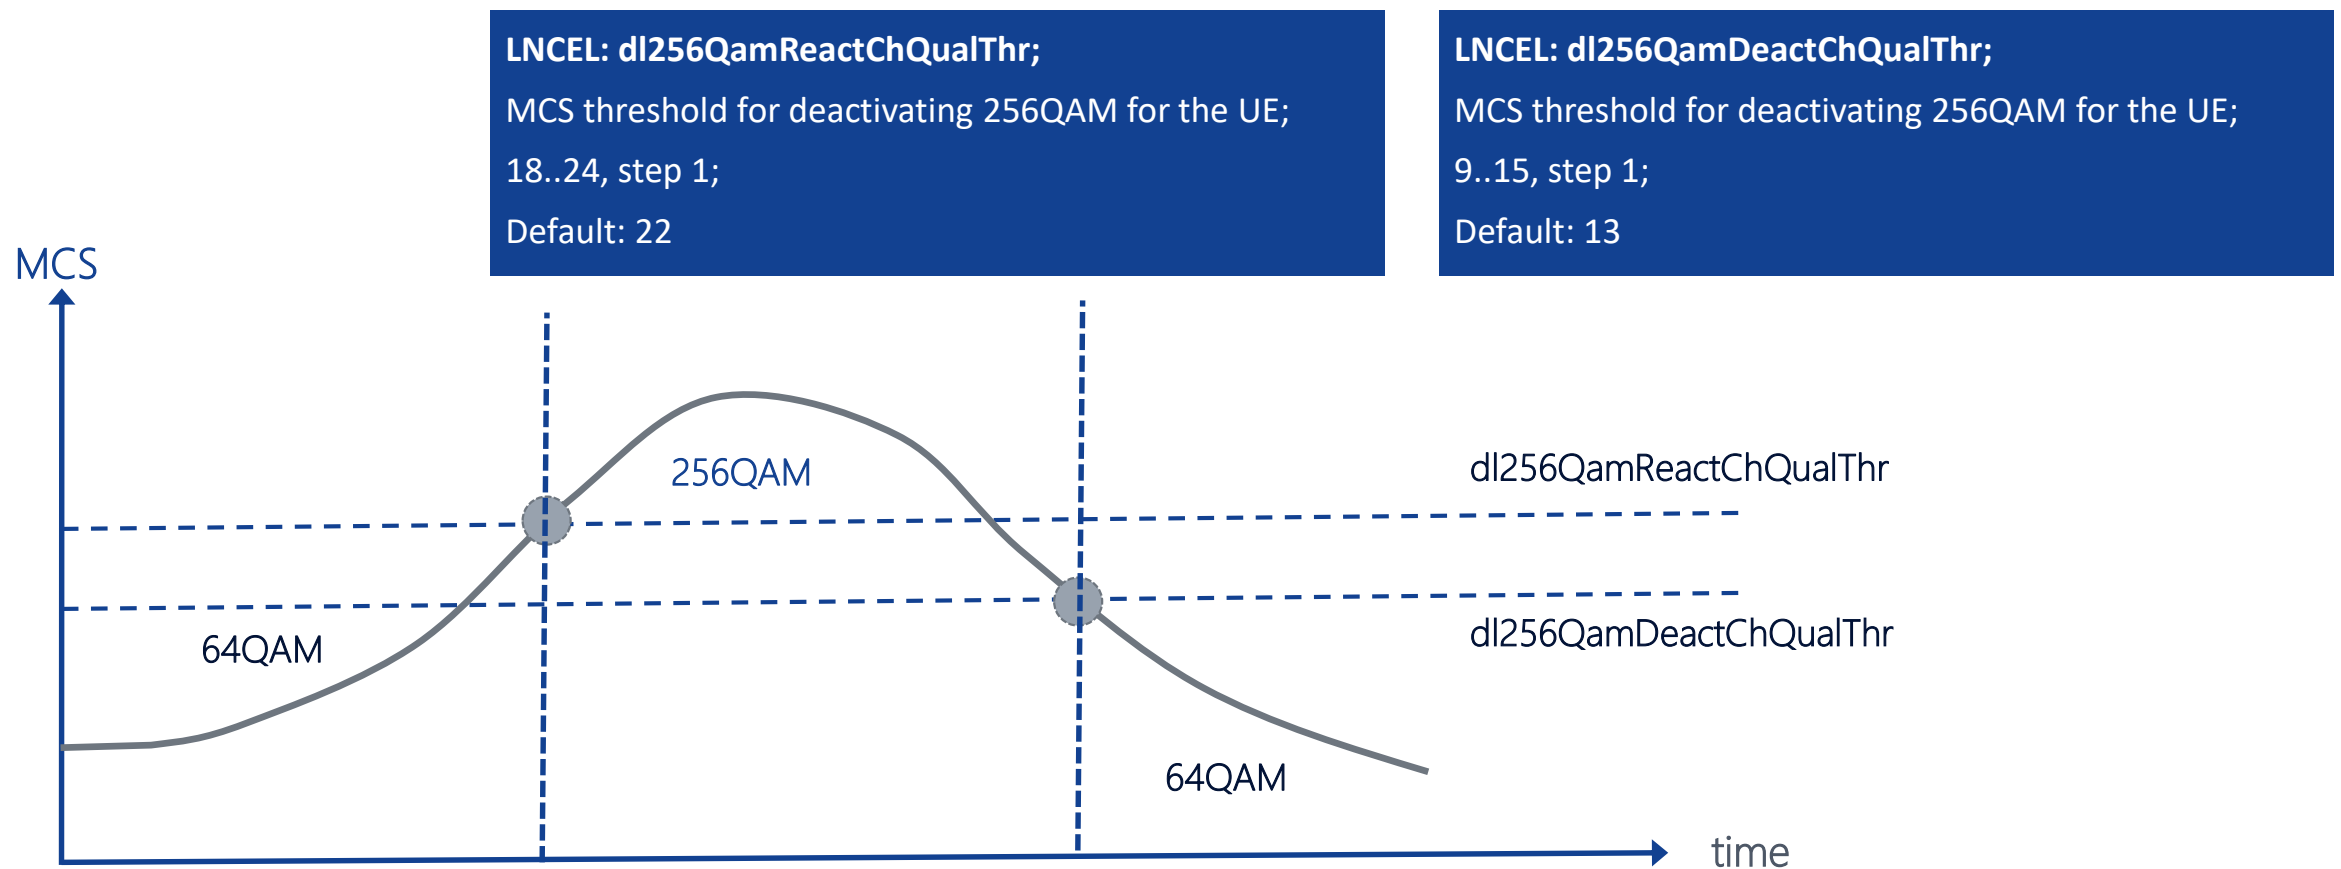 LNCEL: dl256QamReactChQualThr;
MCS threshold for deactivating 256QAM for the UE;
18..24, step 1;
Default: 22
LNCEL: dl256QamDeactChQualThr;
MCS threshold for deactivating 256QAM for the UE;
9..15, step 1;
Default: 13
MCS
256QAM
dl256QamReactChQualThr
64QAM
dl256QamDeactChQualThr
64QAM
time